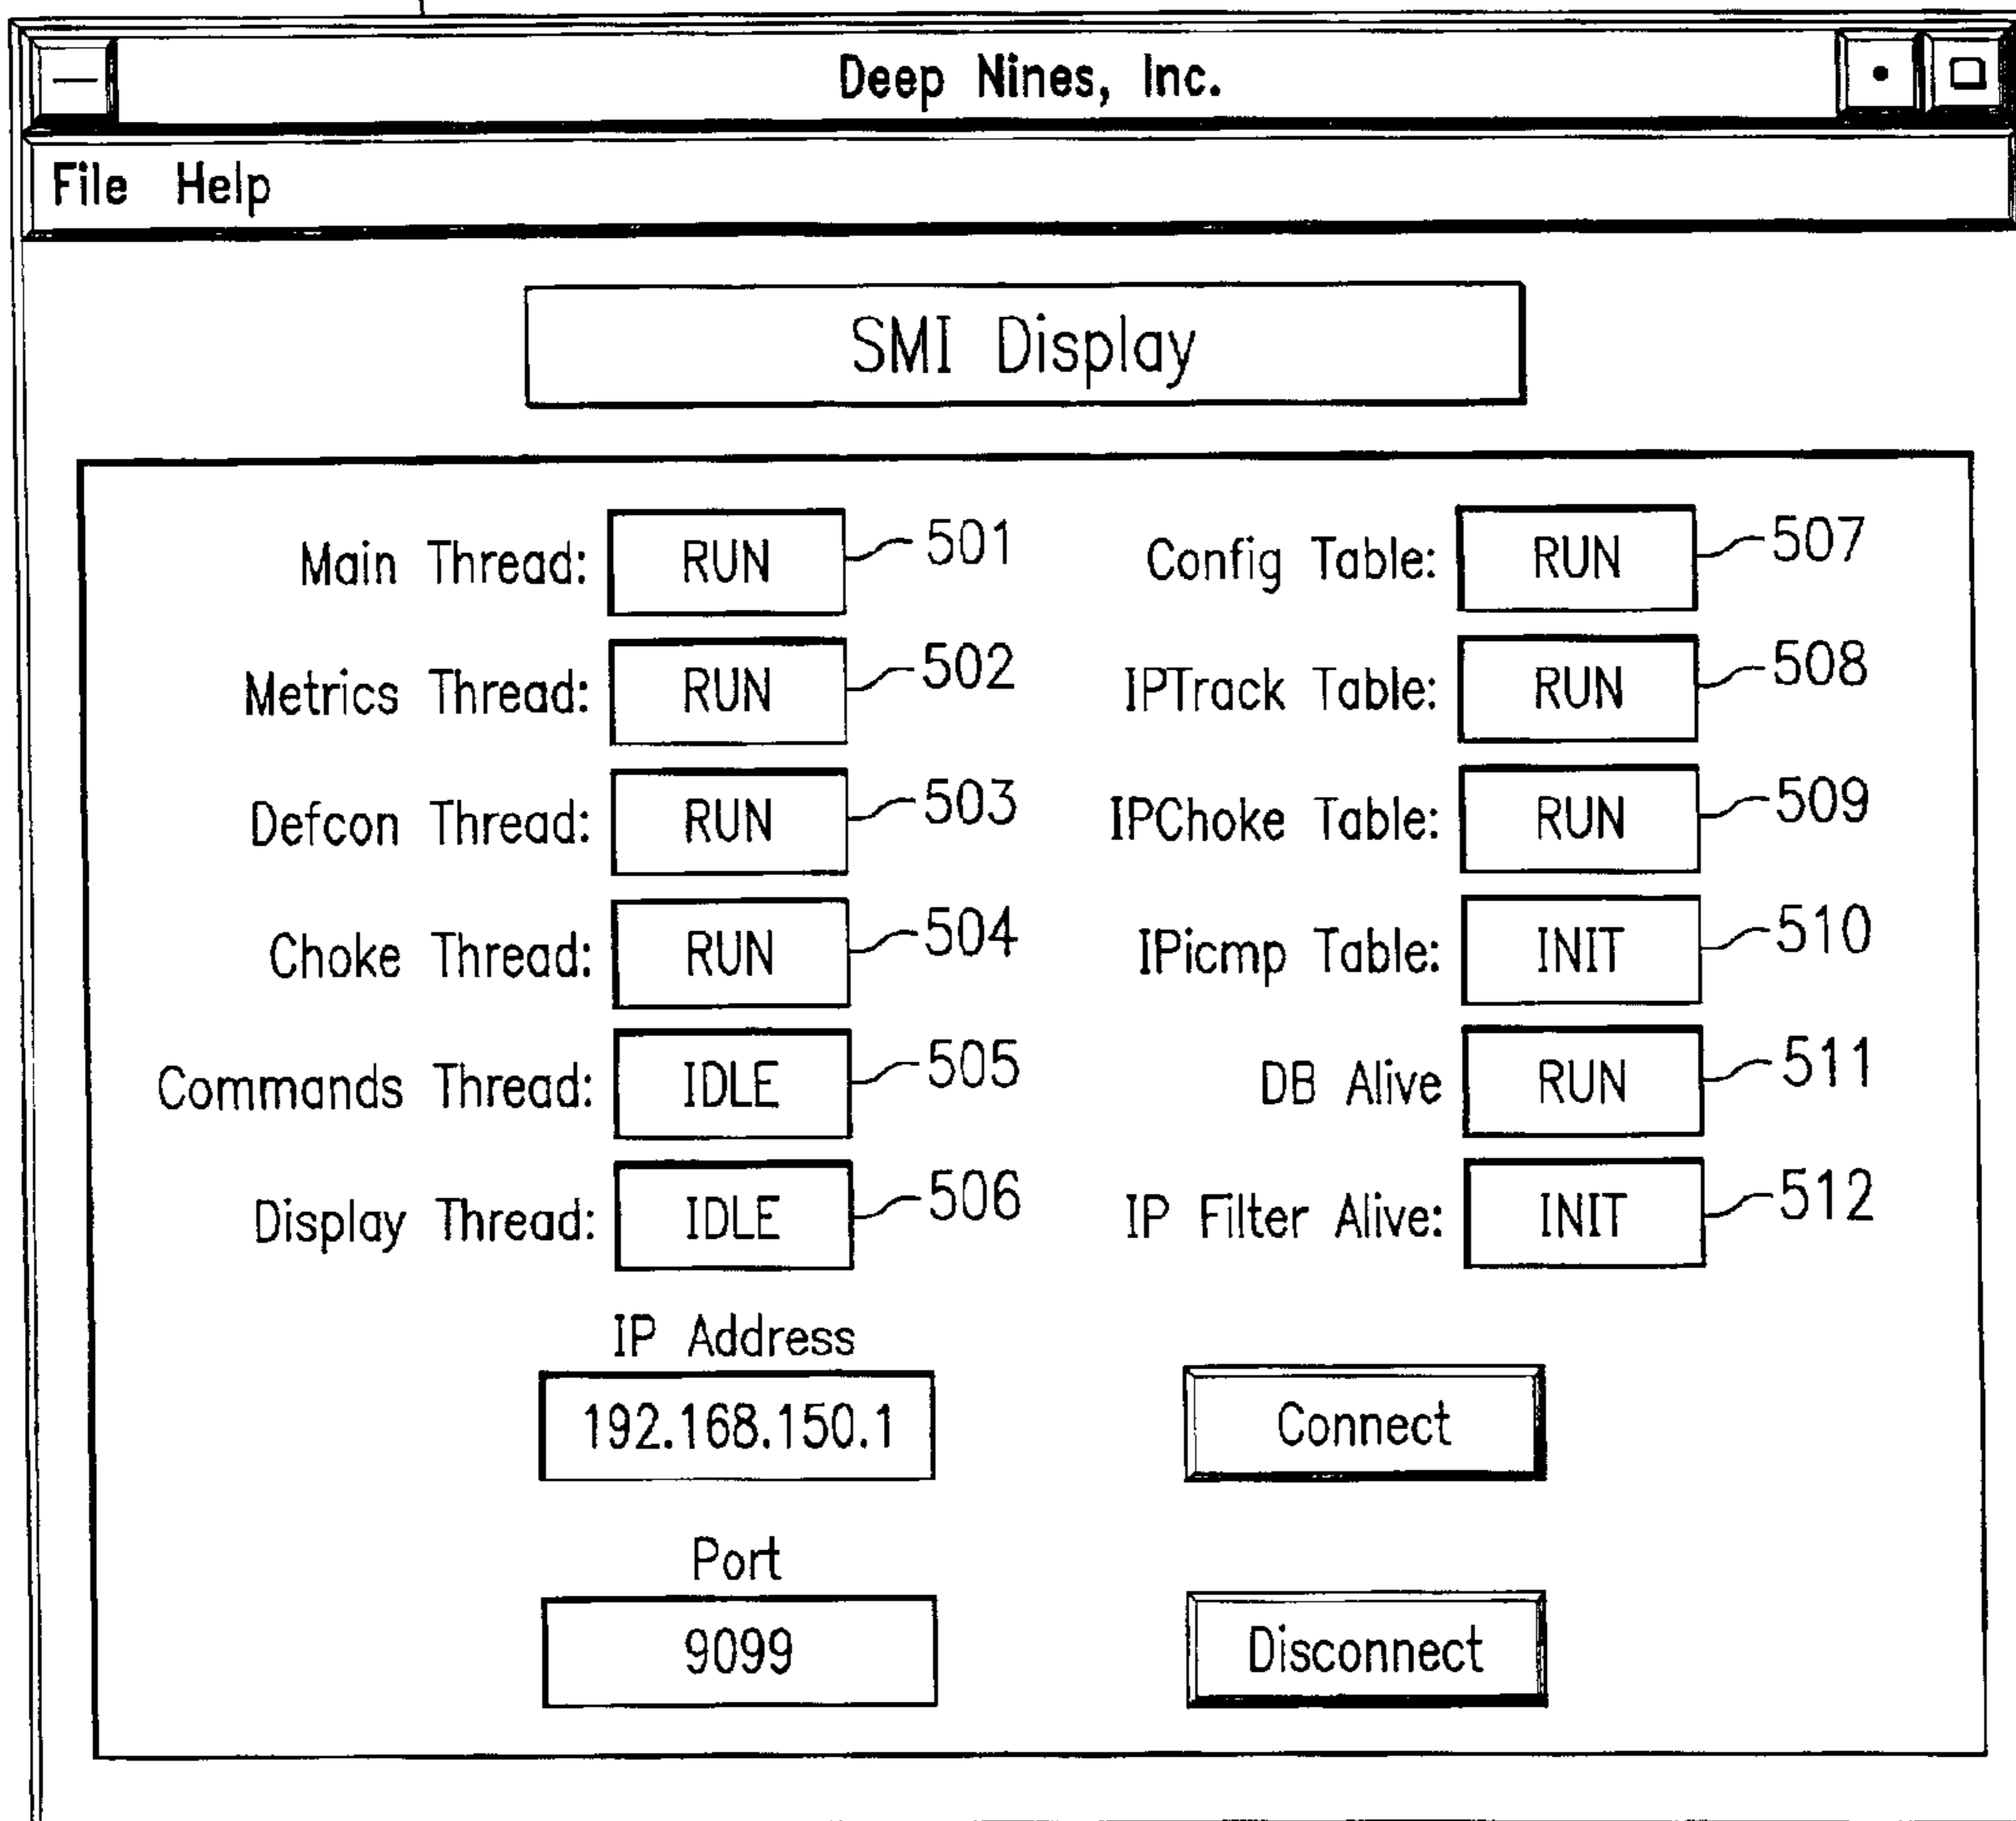 Deep Nines, Inc.
File Help
SMI Display
Main Thread: RUN 501 Config Table: RUN 507
Metrics Thread: RUN 502 IPTrack Table: RUN 508
Defcon Thread: RUN 503 IPChoke Table: RUN 509
Choke Thread: RUN 504 IPicmp Table: INIT 510
Commands Thread: IDLE 505 DB Alive RUN 511
Display Thread: IDLE 506 IP Filter Alive: INIT 512
IP Address
192.168.150.1 Connect
Port
9099 Disconnect